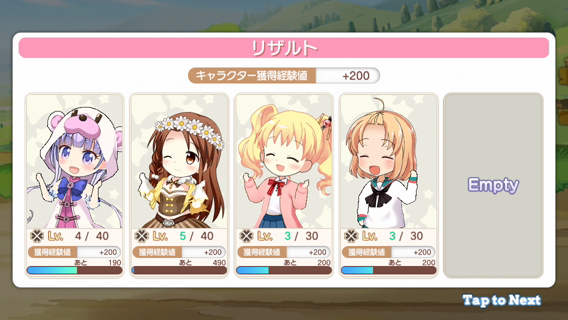 リザルト
キャラクター獲得経験値 +200
Lv. 4 / 40
獲得経験値 +200
あと 190
Lv. 5 / 40
獲得経験値 +200
あと 490
Lv. 3 / 30
獲得経験値 +200
あと 200
Lv. 3 / 30
獲得経験値 +200
あと 200
Empty
Tap to Next